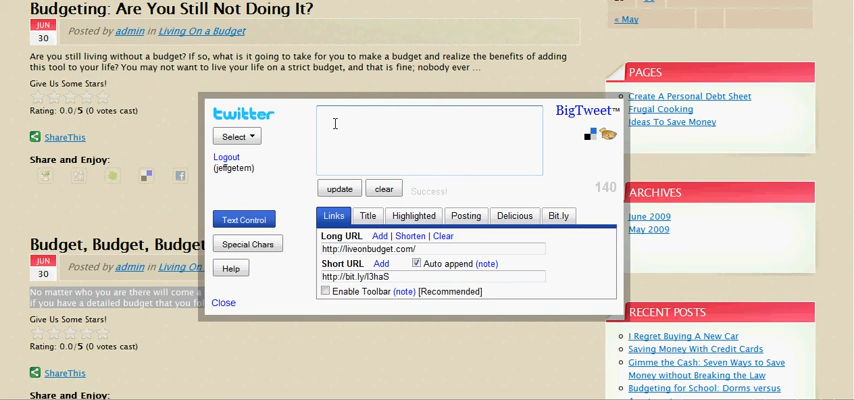 Budgeting: Are You Still Not Doing It?
JUN
30
Posted by admin in Living On a Budget
Are you still living without a budget? If so, what is it going to take for you to make a budget and realize the benefits of adding
this tool to your life? You may not want to live your life on a strict budget, and that is fine; nobody ever ...
Give Us Some Stars!
Rating: 0.0/5 (0 votes cast)
ShareThis
Share and Enjoy:
Budget, Budget, Budget
JUN
30
Posted by admin in Living On
No matter who you are there will come a
if you have a detailed budget that you fol
Give Us Some Stars!
Rating: 0.0/5 (0 votes cast)
ShareThis
Share and Enjoy:
twitter
Select
Logout
(jeffgetem)
Text Control
Special Chars
Help
Close
BigTweet™
update
clear
Success!
140
Links
Title
Highlighted
Posting
Delicious
Bit.ly
Long URL Add | Shorten | Clear
http://liveonbudget.com/
Short URL Add Auto append (note)
http://bit.ly/I3haS
Enable Toolbar (note) [Recommended]
« May
PAGES
Create A Personal Debt Sheet
Frugal Cooking
Ideas To Save Money
ARCHIVES
June 2009
May 2009
RECENT POSTS
I Regret Buying A New Car
Saving Money With Credit Cards
Gimme the Cash: Seven Ways to Save
Money without Breaking the Law
Budgeting for School: Dorms versus